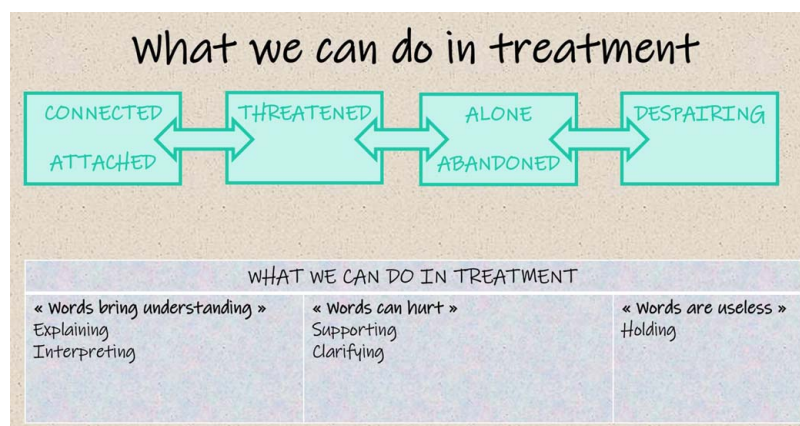 What we can do in treatment
CONNECTED
ATTACHED
THREATENED
ALONE
ABANDONED
DESPAIRING
WHAT WE CAN DO IN TREATMENT
« Words bring understanding »
Explaining
Interpreting
« Words can hurt »
Supporting
Clarifying
« Words are useless »
Holding